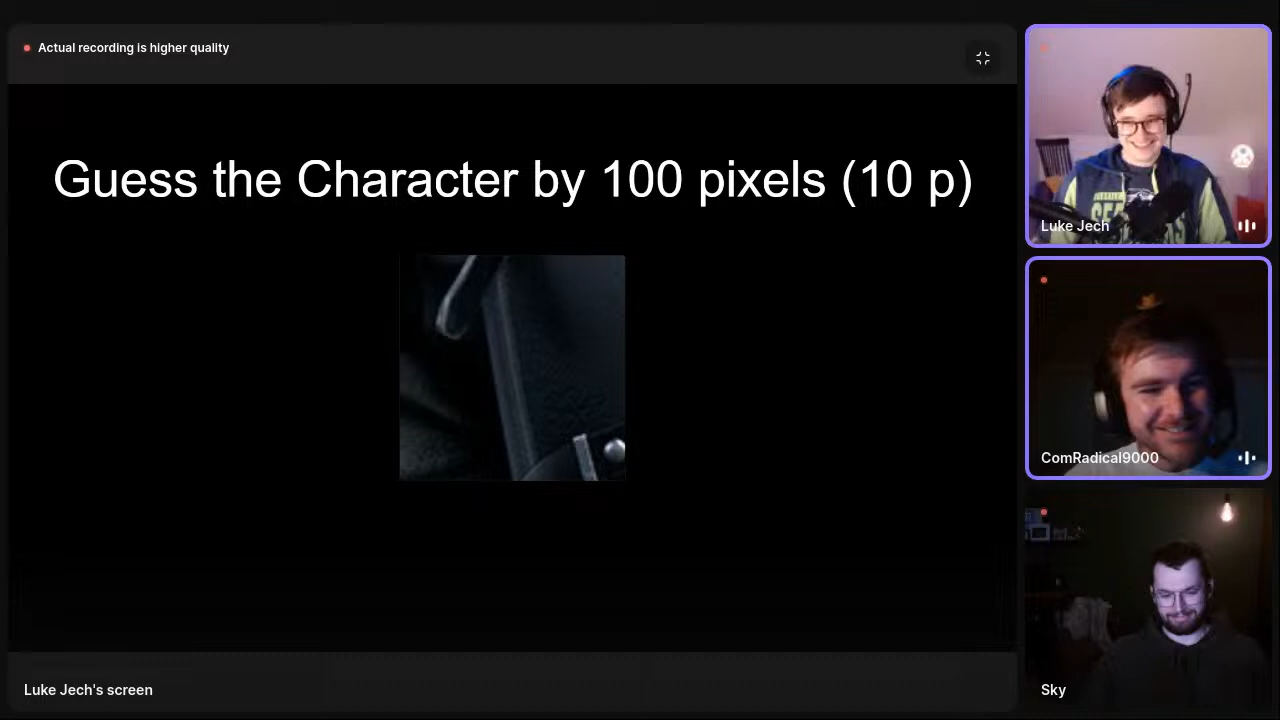 Actual recording is higher quality
Guess the Character by 100 pixels (10 p)
Luke Jech
ComRadical9000
Luke Jech's screen
Sky